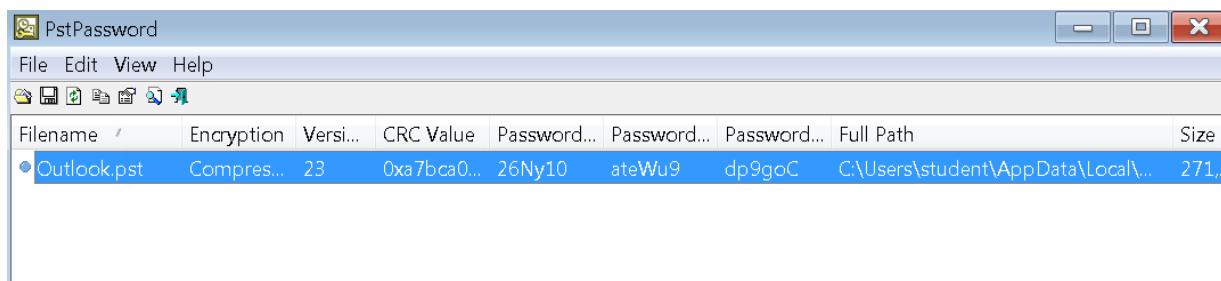 PstPassword
File Edit View Help
Filename Encryption Versi... CRC Value Password... Password... Password... Full Path Size
Outlook.pst Compres... 23 0xa7bca0... 26Ny10 ateWu9 dp9goC C:\Users\student\AppData\Local\... 271,